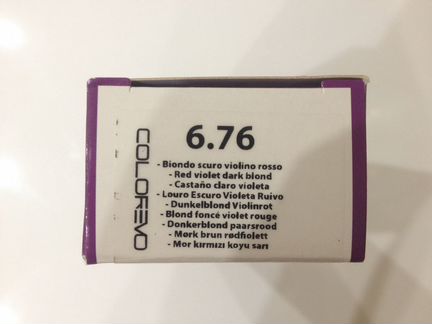 COLOREVO
6.76
- Biondo scuro violino rosso
- Red violet dark blond
- Castaño claro violeta
- Louro Escuro Violeta Ruivo
- Dunkelblond Violinrot
- Blond foncé violet rouge
- Donkerblond paarsrood
- Mørk brun rødfiolett
- Mor kırmızı koyu sarı